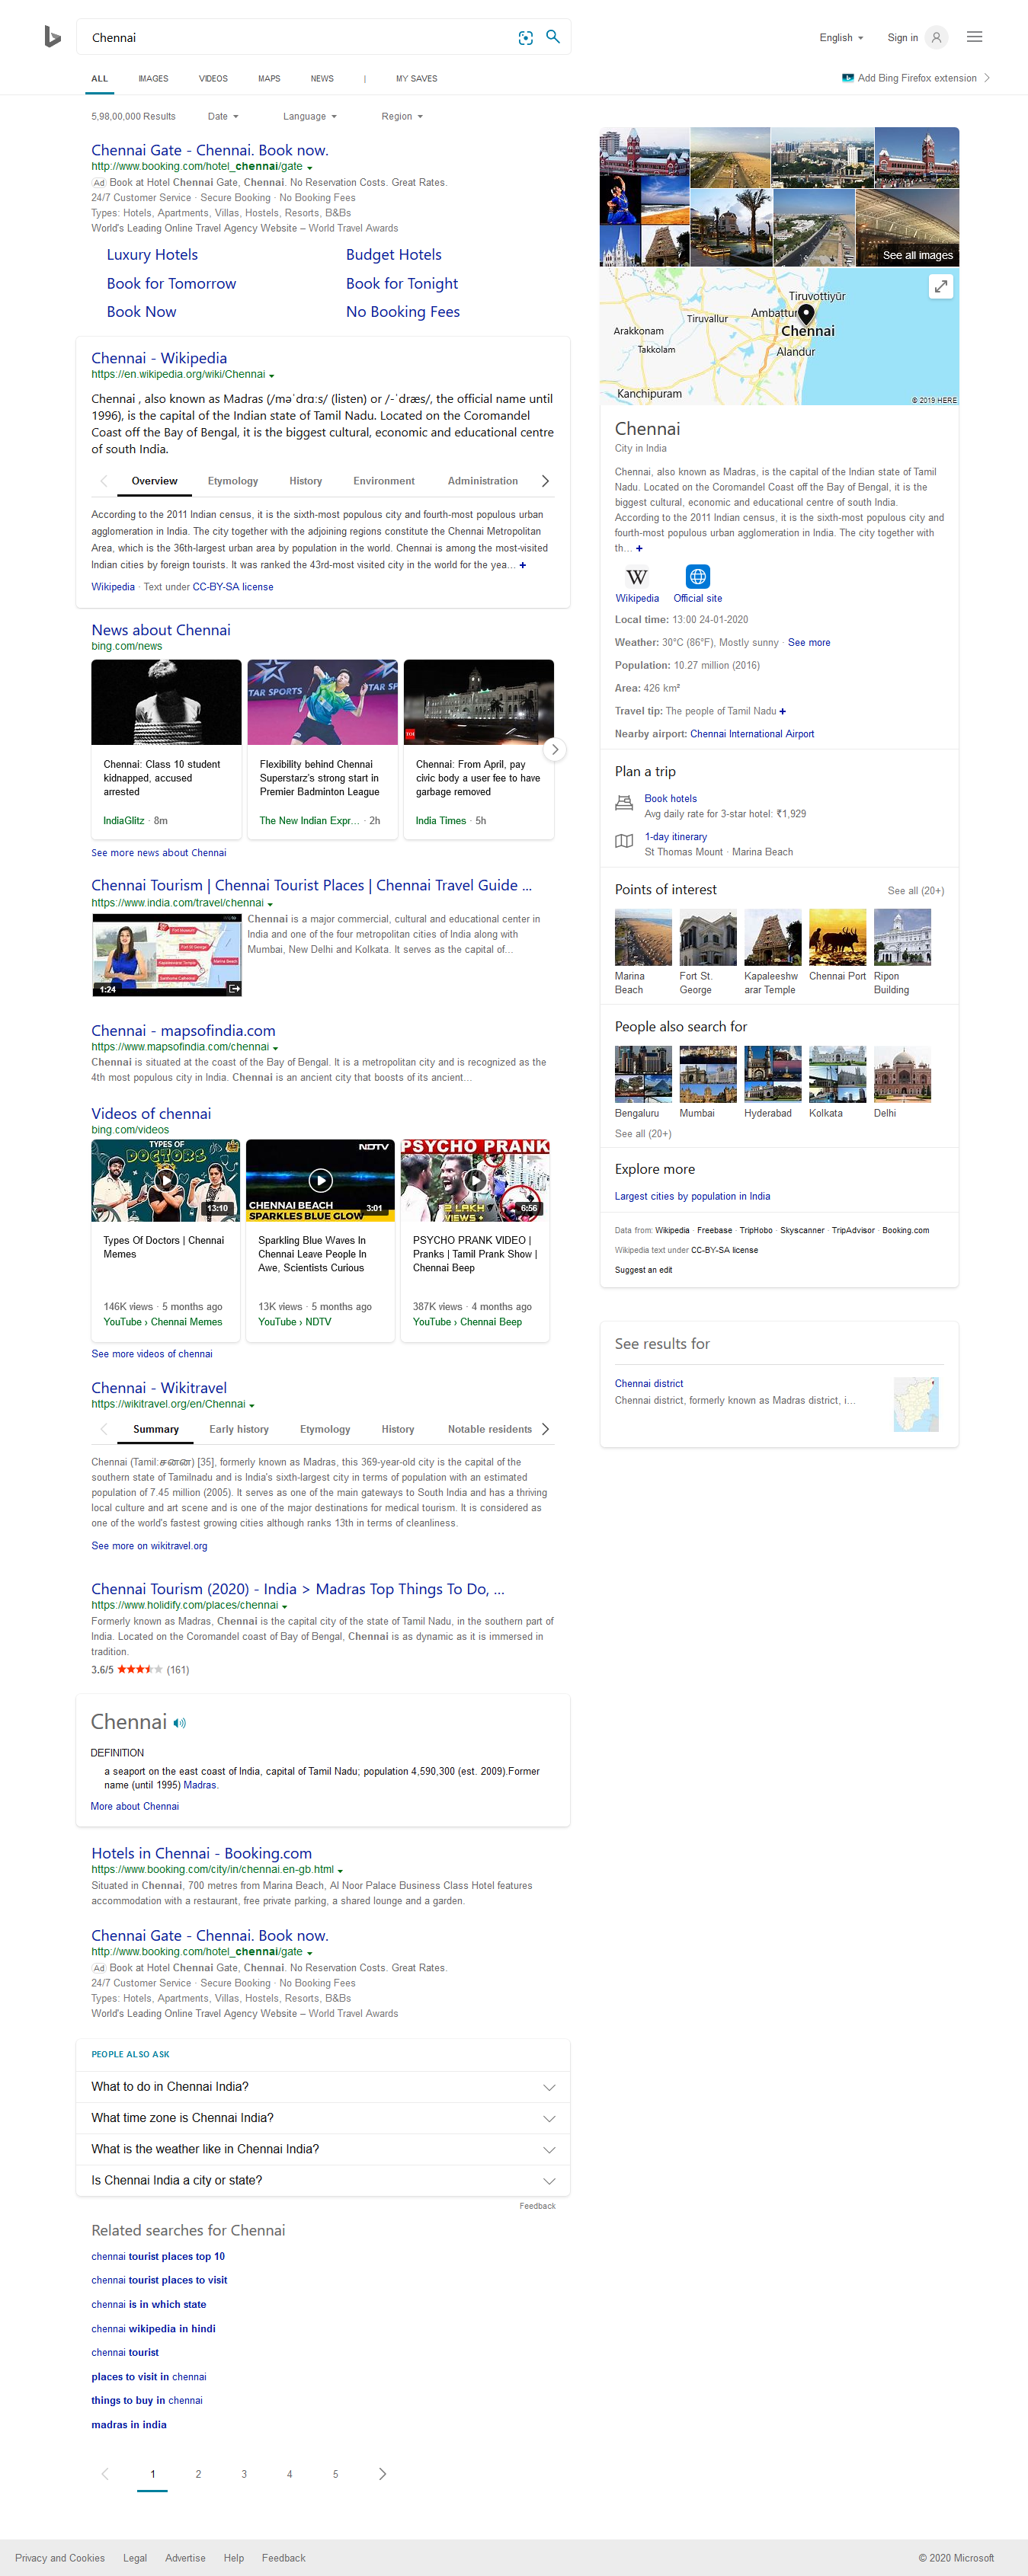 Chennai
English
Sign in
ALL IMAGES VIDEOS MAPS NEWS | MY SAVES
Add Bing Firefox extension
5,98,00,000 Results Date Language Region
Chennai Gate - Chennai. Book now.
http://www.booking.com/hotel_chennai/gate
Ad Book at Hotel Chennai Gate, Chennai. No Reservation Costs. Great Rates.
24/7 Customer Service · Secure Booking · No Booking Fees
Types: Hotels, Apartments, Villas, Hostels, Resorts, B&Bs
World's Leading Online Travel Agency Website – World Travel Awards
Luxury Hotels Budget Hotels
Book for Tomorrow Book for Tonight
Book Now No Booking Fees
Chennai - Wikipedia
https://en.wikipedia.org/wiki/Chennai
Chennai , also known as Madras (/məˈdrɑːs/ (listen) or /-ˈdræs/, the official name until
1996), is the capital of the Indian state of Tamil Nadu. Located on the Coromandel
Coast off the Bay of Bengal, it is the biggest cultural, economic and educational centre
of south India.
Overview Etymology History Environment Administration
According to the 2011 Indian census, it is the sixth-most populous city and fourth-most populous urban
agglomeration in India. The city together with the adjoining regions constitute the Chennai Metropolitan
Area, which is the 36th-largest urban area by population in the world. Chennai is among the most-visited
Indian cities by foreign tourists. It was ranked the 43rd-most visited city in the world for the yea... +
Wikipedia · Text under CC-BY-SA license
News about Chennai
bing.com/news
TAR SPORTS
TAR SP
TOI
Chennai: Class 10 student
kidnapped, accused
arrested
IndiaGlitz · 8m
Flexibility behind Chennai
Superstarz's strong start in
Premier Badminton League
The New Indian Expr... · 2h
Chennai: From April, pay
civic body a user fee to have
garbage removed
India Times · 5h
See more news about Chennai
Chennai Tourism | Chennai Tourist Places | Chennai Travel Guide ...
https://www.india.com/travel/chennai
1:24
Chennai is a major commercial, cultural and educational center in
India and one of the four metropolitan cities of India along with
Mumbai, New Delhi and Kolkata. It serves as the capital of...
Chennai - mapsofindia.com
https://www.mapsofindia.com/chennai
Chennai is situated at the coast of the Bay of Bengal. It is a metropolitan city and is recognized as the
4th most populous city in India. Chennai is an ancient city that boosts of its ancient...
Videos of chennai
bing.com/videos
TYPES OF
DOCTORS
13:10
NDTV
CHENNAI BEACH
SPARKLES BLUE GLOW
3:01
PSYCHO PRANK
2 LAKH
VIEWS +
6:56
Types Of Doctors | Chennai
Memes
146K views · 5 months ago
YouTube › Chennai Memes
Sparkling Blue Waves In
Chennai Leave People In
Awe, Scientists Curious
13K views · 5 months ago
YouTube › NDTV
PSYCHO PRANK VIDEO |
Pranks | Tamil Prank Show |
Chennai Beep
387K views · 4 months ago
YouTube › Chennai Beep
See more videos of chennai
Chennai - Wikitravel
https://wikitravel.org/en/Chennai
Summary Early history Etymology History Notable residents
Chennai (Tamil: ) [35], formerly known as Madras, this 369-year-old city is the capital of the
southern state of Tamilnadu and is India's sixth-largest city in terms of population with an estimated
population of 7.45 million (2005). It serves as one of the main gateways to South India and has a thriving
local culture and art scene and is one of the major destinations for medical tourism. It is considered as
one of the world's fastest growing cities although ranks 13th in terms of cleanliness.
See more on wikitravel.org
Chennai Tourism (2020) - India > Madras Top Things To Do, ...
https://www.holidify.com/places/chennai
Formerly known as Madras, Chennai is the capital city of the state of Tamil Nadu, in the southern part of
India. Located on the Coromandel coast of Bay of Bengal, Chennai is as dynamic as it is immersed in
tradition.
3.6/5 (161)
Chennai
DEFINITION
a seaport on the east coast of India, capital of Tamil Nadu; population 4,590,300 (est. 2009).Former
name (until 1995) Madras.
More about Chennai
Hotels in Chennai - Booking.com
https://www.booking.com/city/in/chennai.en-gb.html
Situated in Chennai, 700 metres from Marina Beach, Al Noor Palace Business Class Hotel features
accommodation with a restaurant, free private parking, a shared lounge and a garden.
Chennai Gate - Chennai. Book now.
http://www.booking.com/hotel_chennai/gate
Ad Book at Hotel Chennai Gate, Chennai. No Reservation Costs. Great Rates.
24/7 Customer Service · Secure Booking · No Booking Fees
Types: Hotels, Apartments, Villas, Hostels, Resorts, B&Bs
World's Leading Online Travel Agency Website – World Travel Awards
PEOPLE ALSO ASK
What to do in Chennai India?
What time zone is Chennai India?
What is the weather like in Chennai India?
Is Chennai India a city or state?
Feedback
Related searches for Chennai
chennai tourist places top 10
chennai tourist places to visit
chennai is in which state
chennai wikipedia in hindi
chennai tourist
places to visit in chennai
things to buy in chennai
madras in india
1 2 3 4 5
See all images
Tiruvottiyūr
Ambattur
Tiruvallur
Chennai
Arakkonam
Takkolam
Alandur
Kanchipuram
© 2019 HERE
Chennai
City in India
Chennai, also known as Madras, is the capital of the Indian state of Tamil
Nadu. Located on the Coromandel Coast off the Bay of Bengal, it is the
biggest cultural, economic and educational centre of south India.
According to the 2011 Indian census, it is the sixth-most populous city and
fourth-most populous urban agglomeration in India. The city together with
th... +
W
Wikipedia Official site
Local time: 13:00 24-01-2020
Weather: 30°C (86°F), Mostly sunny · See more
Population: 10.27 million (2016)
Area: 426 km²
Travel tip: The people of Tamil Nadu +
Nearby airport: Chennai International Airport
Plan a trip
Book hotels
Avg daily rate for 3-star hotel: ₹1,929
1-day itinerary
St Thomas Mount · Marina Beach
Points of interest See all (20+)
Marina
Beach
Fort St.
George
Kapaleeshw
arar Temple
Chennai Port
Ripon
Building
People also search for
Bengaluru Mumbai Hyderabad Kolkata Delhi
See all (20+)
Explore more
Largest cities by population in India
Data from: Wikipedia · Freebase · TripHobo · Skyscanner · TripAdvisor · Booking.com
Wikipedia text under CC-BY-SA license
Suggest an edit
See results for
Chennai district
Chennai district, formerly known as Madras district, i...
Privacy and Cookies Legal Advertise Help Feedback © 2020 Microsoft